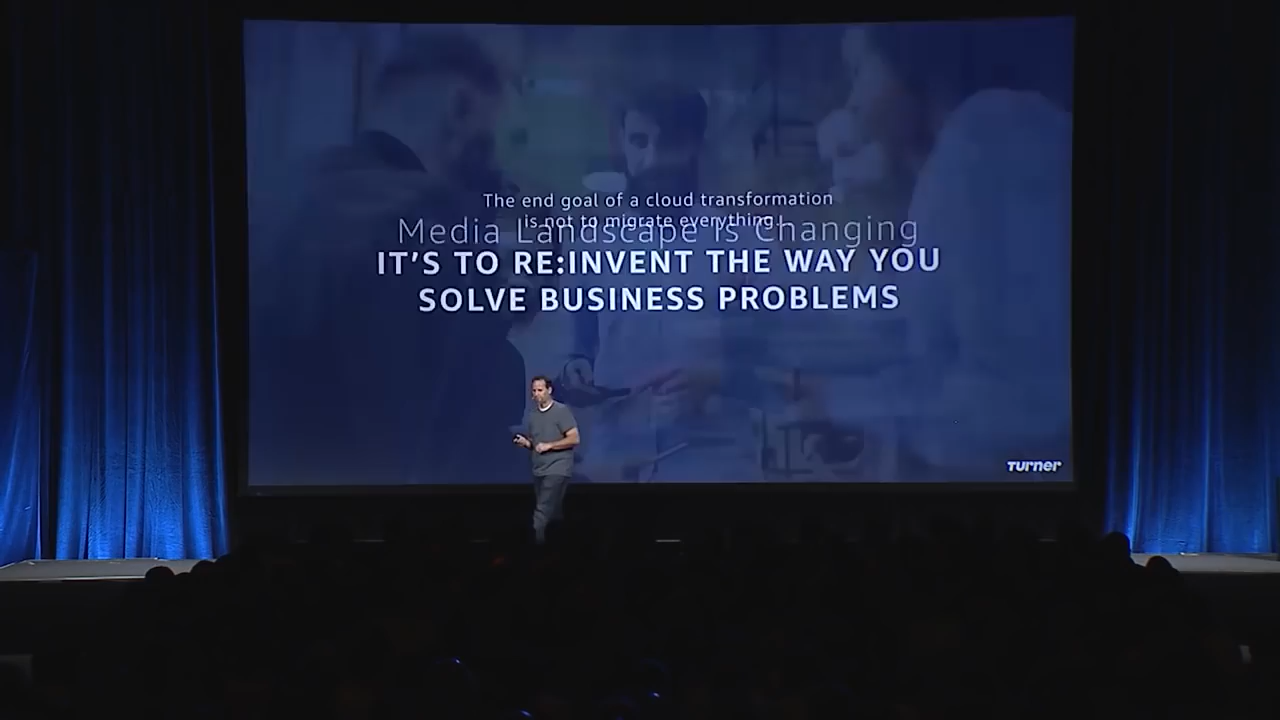 The end goal of a cloud transformation
is not to migrate everything.
Media Landscape is Changing
IT'S TO RE:INVENT THE WAY YOU
SOLVE BUSINESS PROBLEMS
Turner